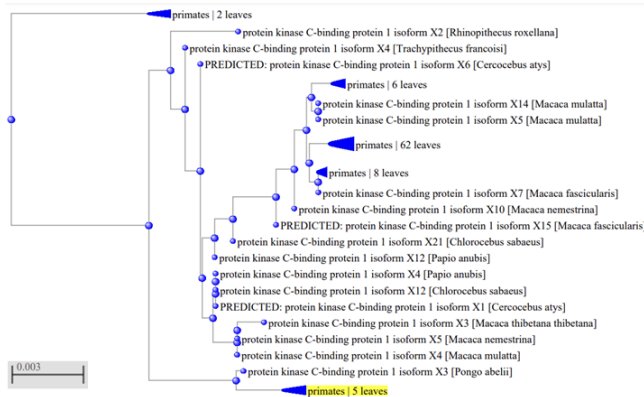 primates | 2 leaves
protein kinase C-binding protein 1 isoform X2 [Rhinopithecus roxellana]
protein kinase C-binding protein 1 isoform X4 [Trachypithecus francoisi]
PREDICTED: protein kinase C-binding protein 1 isoform X6 [Cercocebus atys]
primates | 6 leaves
protein kinase C-binding protein 1 isoform X14 [Macaca mulatta]
protein kinase C-binding protein 1 isoform X5 [Macaca mulatta]
primates | 62 leaves
primates | 8 leaves
protein kinase C-binding protein 1 isoform X7 [Macaca fascicularis]
protein kinase C-binding protein 1 isoform X10 [Macaca nemestrina]
PREDICTED: protein kinase C-binding protein 1 isoform X15 [Macaca fascicularis]
protein kinase C-binding protein 1 isoform X21 [Chlorocebus sabaeus]
protein kinase C-binding protein 1 isoform X12 [Papio anubis]
protein kinase C-binding protein 1 isoform X4 [Papio anubis]
protein kinase C-binding protein 1 isoform X12 [Chlorocebus sabaeus]
PREDICTED: protein kinase C-binding protein 1 isoform X1 [Cercocebus atys]
protein kinase C-binding protein 1 isoform X3 [Macaca thibetana thibetana]
protein kinase C-binding protein 1 isoform X5 [Macaca nemestrina]
protein kinase C-binding protein 1 isoform X4 [Macaca mulatta]
0.003
protein kinase C-binding protein 1 isoform X3 [Pongo abelii]
primates | 5 leaves